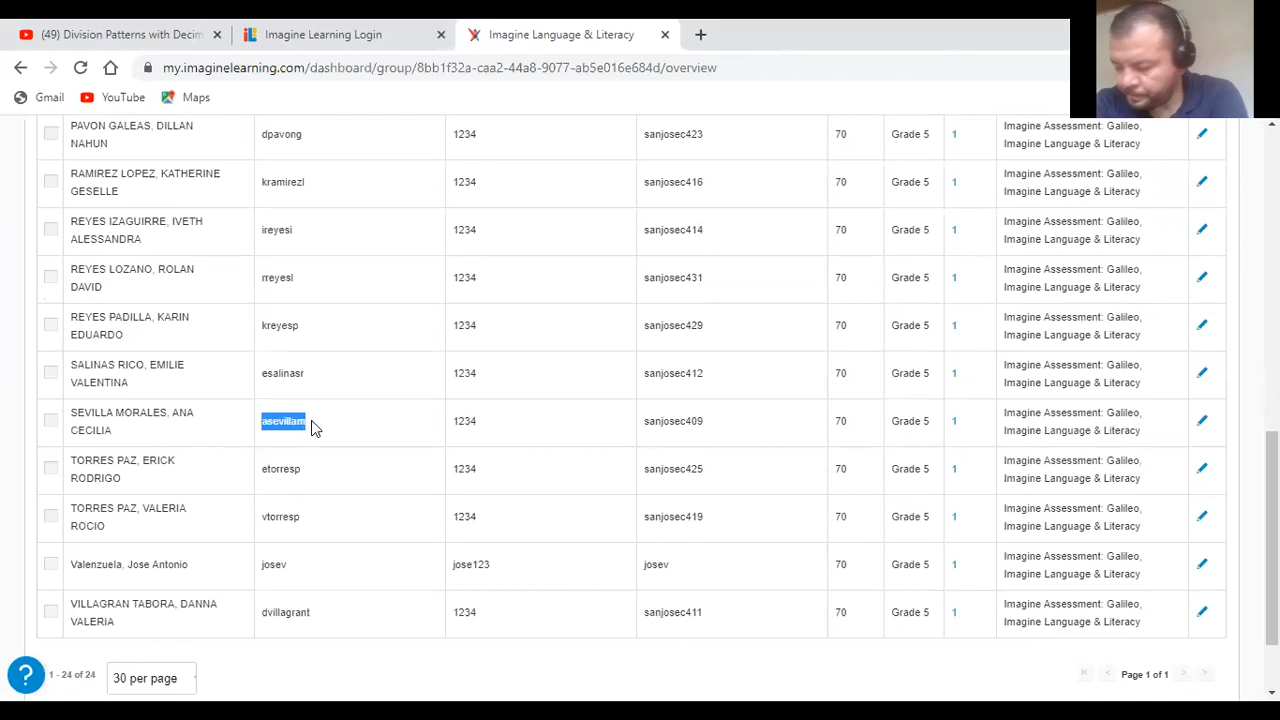 (49) Division Patterns with Decim
Imagine Learning Login
Imagine Language & Literacy
my.imaginelearning.com/dashboard/group/8bb1f32a-caa2-44a8-9077-ab5e016e684d/overview
Gmail YouTube Maps
PAVON GALEAS, DILLAN
NAHUN
dpavong
1234
sanjosec423
70
Grade 5
1
Imagine Assessment: Galileo,
Imagine Language & Literacy
RAMIREZ LOPEZ, KATHERINE
GESELLE
kramirezl
1234
sanjosec416
70
Grade 5
1
Imagine Assessment: Galileo,
Imagine Language & Literacy
REYES IZAGUIRRE, IVETH
ALESSANDRA
ireyesi
1234
sanjosec414
70
Grade 5
1
Imagine Assessment: Galileo,
Imagine Language & Literacy
REYES LOZANO, ROLAN
DAVID
rreyesl
1234
sanjosec431
70
Grade 5
1
Imagine Assessment: Galileo,
Imagine Language & Literacy
REYES PADILLA, KARIN
EDUARDO
kreyesp
1234
sanjosec429
70
Grade 5
1
Imagine Assessment: Galileo,
Imagine Language & Literacy
SALINAS RICO, EMILIE
VALENTINA
esalinasr
1234
sanjosec412
70
Grade 5
1
Imagine Assessment: Galileo,
Imagine Language & Literacy
SEVILLA MORALES, ANA
CECILIA
asevillam
1234
sanjosec409
70
Grade 5
1
Imagine Assessment: Galileo,
Imagine Language & Literacy
TORRES PAZ, ERICK
RODRIGO
etorresp
1234
sanjosec425
70
Grade 5
1
Imagine Assessment: Galileo,
Imagine Language & Literacy
TORRES PAZ, VALERIA
ROCIO
vtorresp
1234
sanjosec419
70
Grade 5
1
Imagine Assessment: Galileo,
Imagine Language & Literacy
Valenzuela, Jose Antonio
josev
jose123
josev
70
Grade 5
1
Imagine Assessment: Galileo,
Imagine Language & Literacy
VILLAGRAN TABORA, DANNA
VALERIA
dvillagrant
1234
sanjosec411
70
Grade 5
1
Imagine Assessment: Galileo,
Imagine Language & Literacy
?
1 - 24 of 24
30 per page
Page 1 of 1